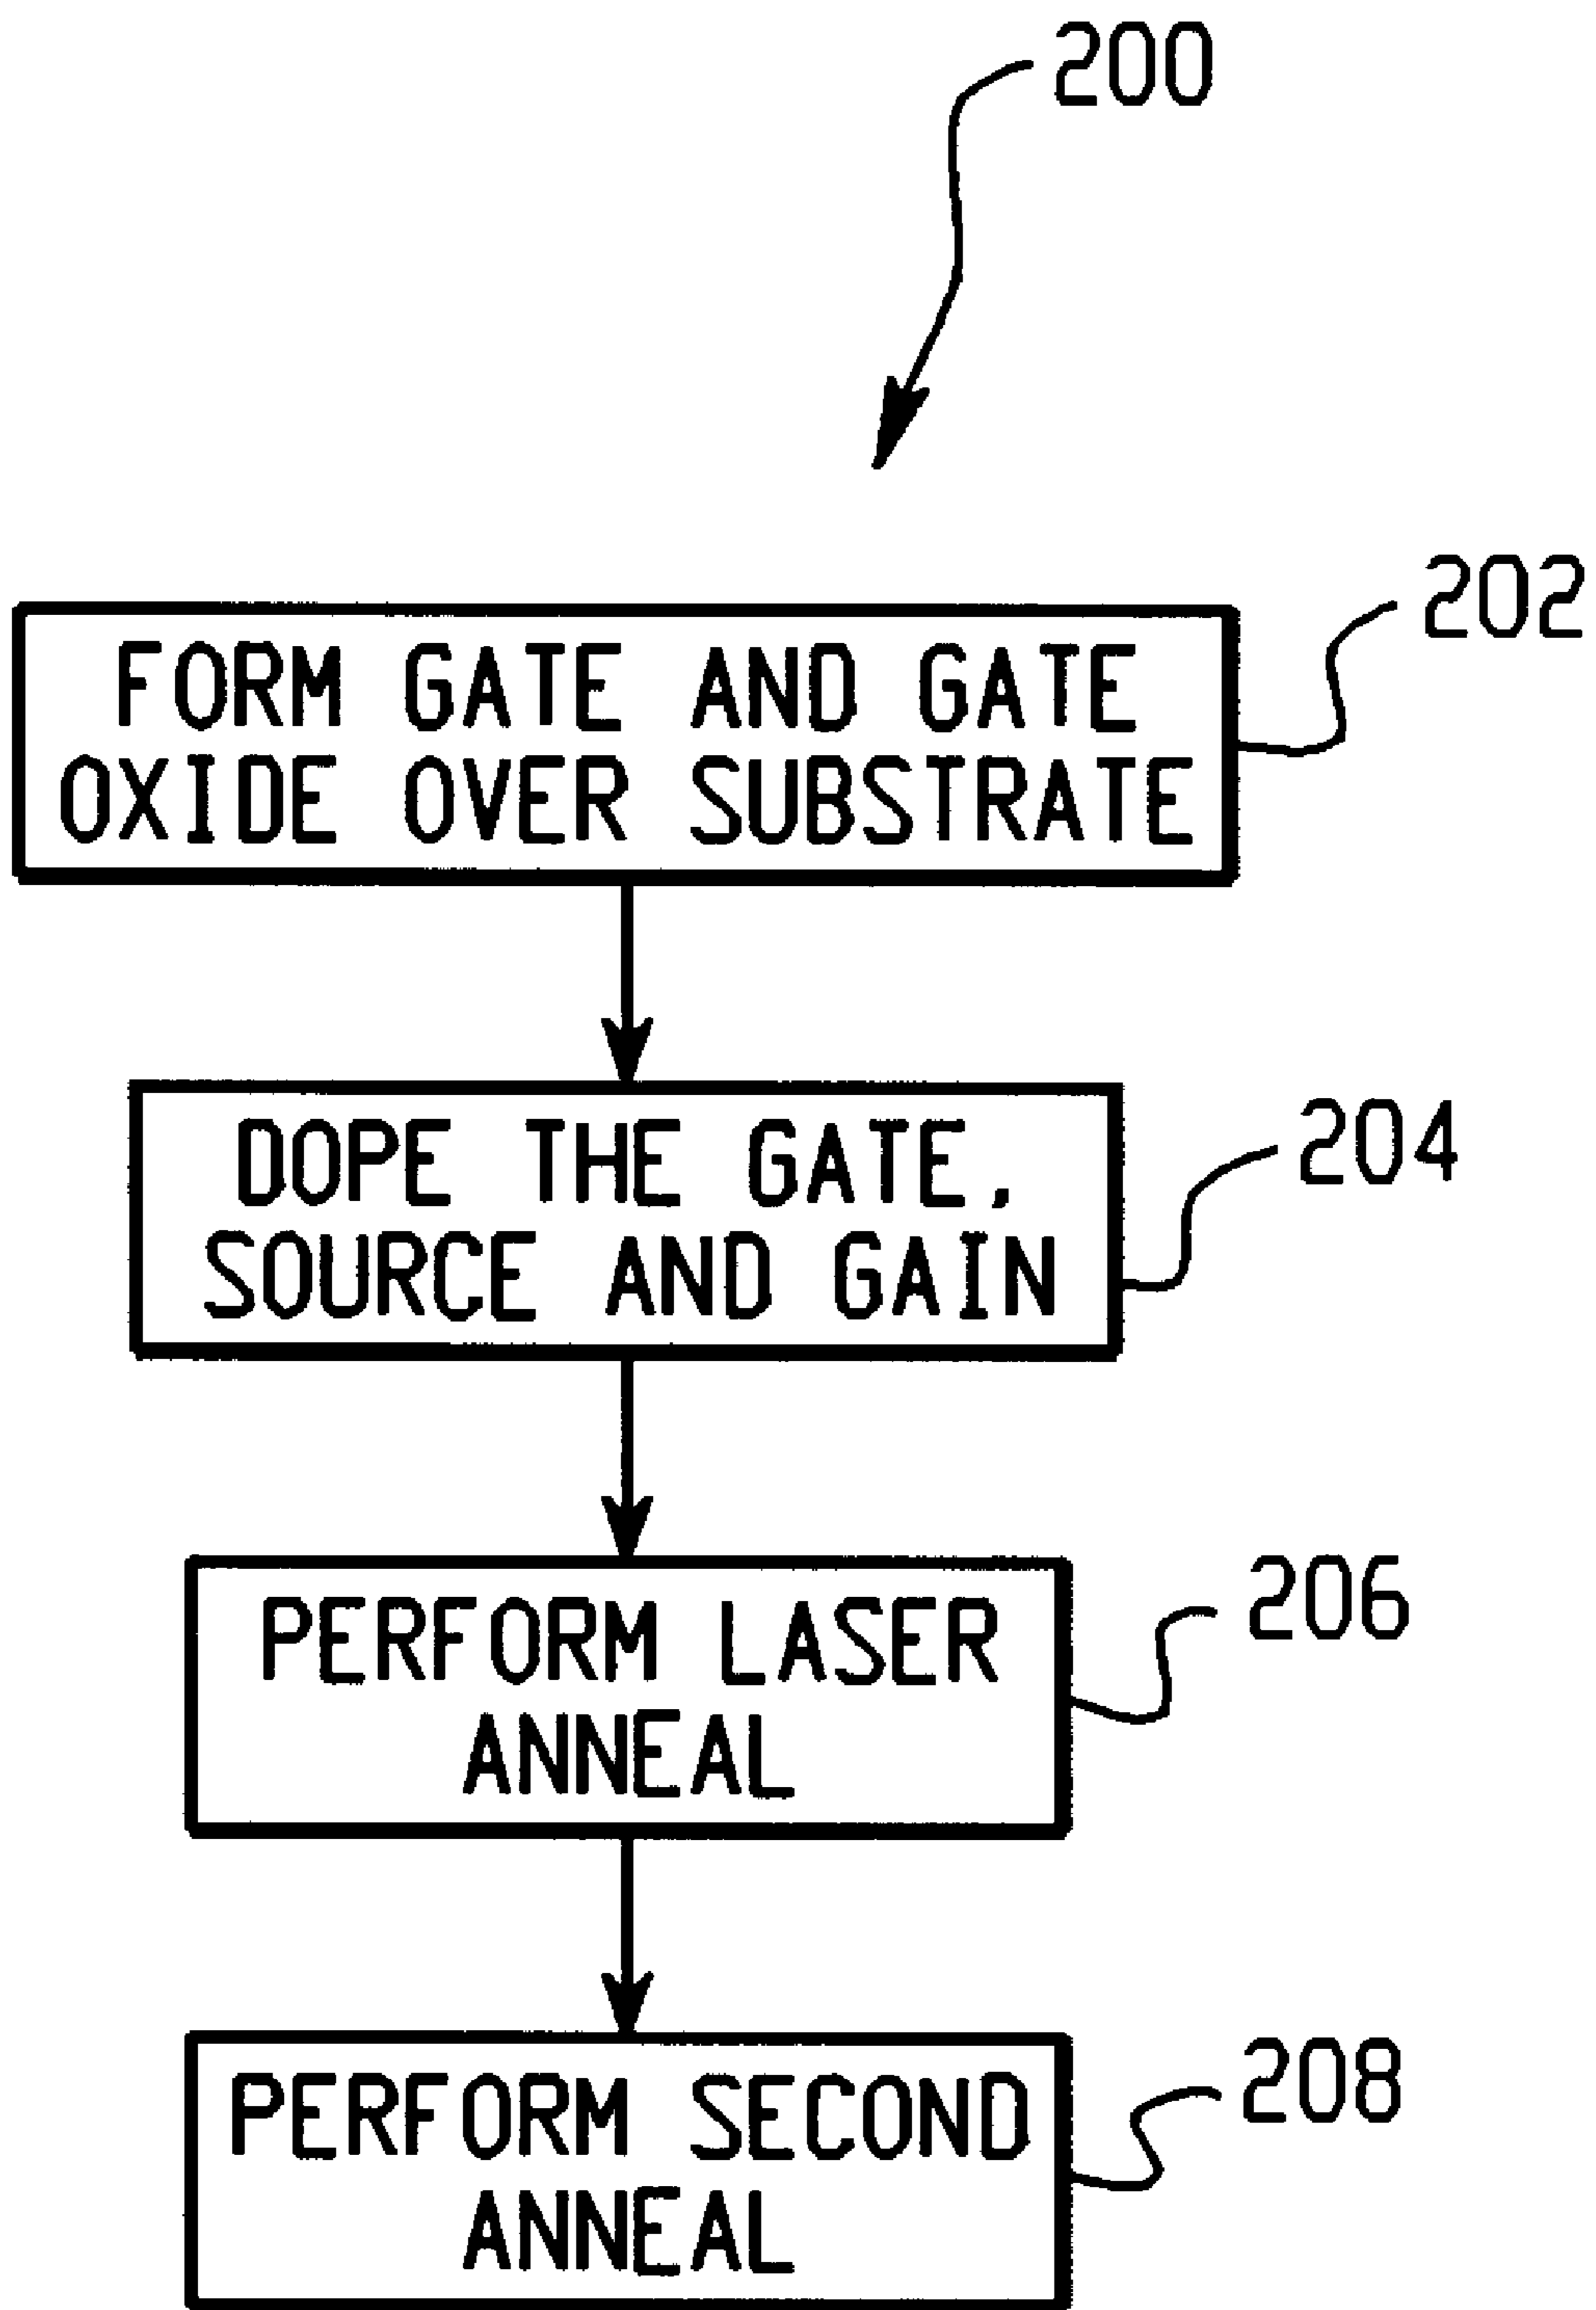 200
202
FORM GATE AND GATE
OXIDE OVER SUBSTRATE
204
DOPE THE GATE,
SOURCE AND GAIN
206
PERFORM LASER
ANNEAL
208
PERFORM SECOND
ANNEAL